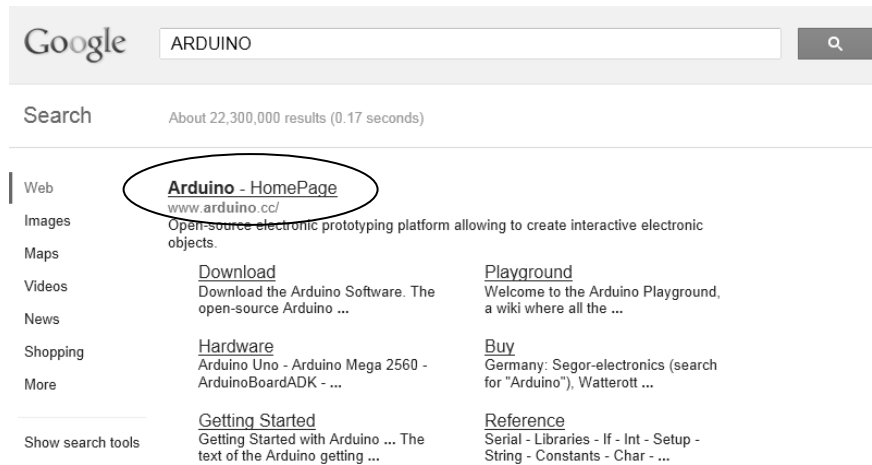 Google
ARDUINO
Search
About 22,300,000 results (0.17 seconds)
Web
Images
Maps
Videos
News
Shopping
More
Show search tools
Arduino - HomePage
www.arduino.cc/
Open-source electronic prototyping platform allowing to create interactive electronic
objects.
Download
Download the Arduino Software. The
open-source Arduino ...
Playground
Welcome to the Arduino Playground,
a wiki where all the ...
Hardware
Arduino Uno - Arduino Mega 2560 -
ArduinoBoardADK - ...
Buy
Germany: Segor-electronics (search
for "Arduino"), Watterott ...
Getting Started
Getting Started with Arduino ... The
text of the Arduino getting ...
Reference
Serial - Libraries - If - Int - Setup -
String - Constants - Char - ...